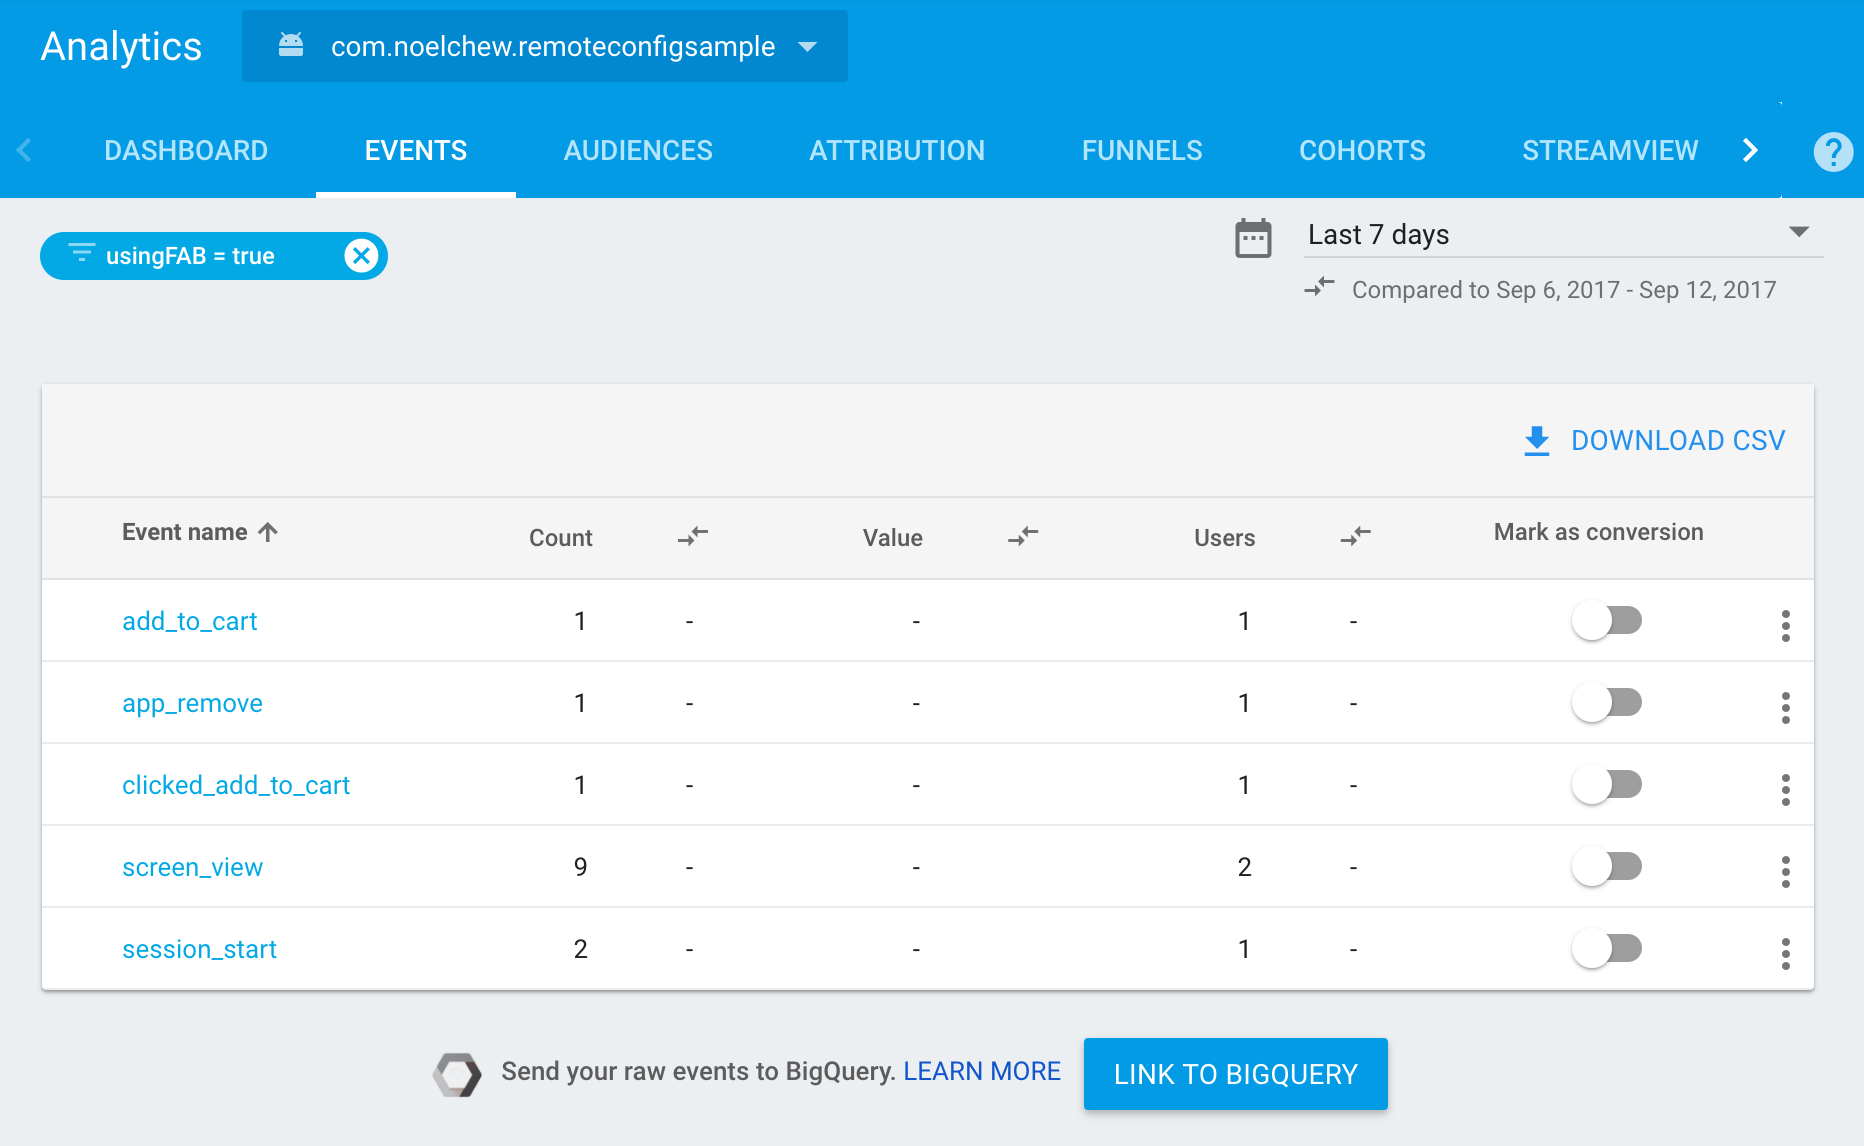 Analytics com.noelchew.remoteconfigsample
DASHBOARD EVENTS AUDIENCES ATTRIBUTION FUNNELS COHORTS STREAMVIEW ?
usingFAB = true
Last 7 days
Compared to Sep 6, 2017 - Sep 12, 2017
DOWNLOAD CSV
Event name Count Value Users Mark as conversion
add_to_cart 1 - - 1 -
app_remove 1 - - 1 -
clicked_add_to_cart 1 - - 1 -
screen_view 9 - - 2 -
session_start 2 - - 1 -
Send your raw events to BigQuery. LEARN MORE LINK TO BIGQUERY